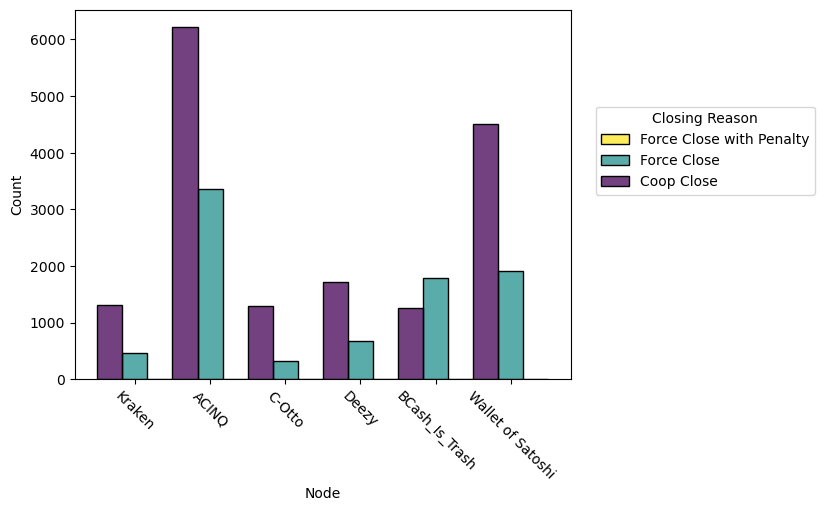 6000
5000
4000
3000
2000
1000
0
Count
Kraken
ACINQ
C-Otto
Deezy
BCash_Is_Trash
Wallet of Satoshi
Node
Closing Reason
Force Close with Penalty
Force Close
Coop Close